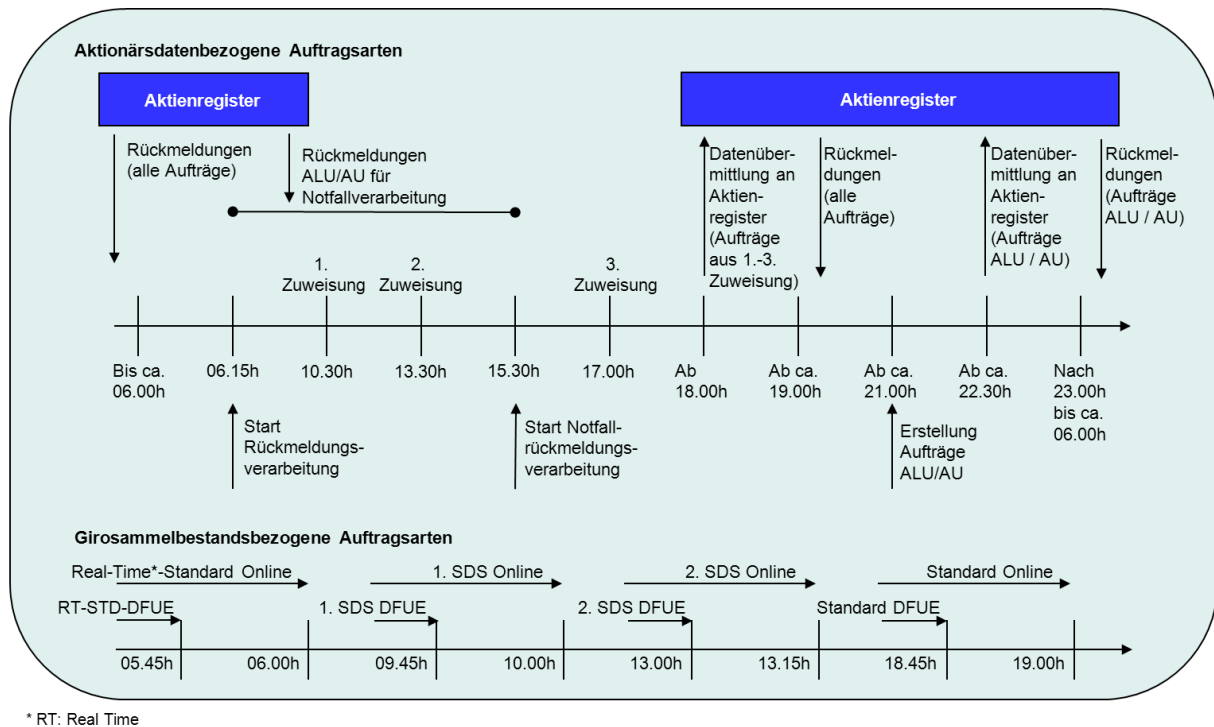 Aktionärsdatenbezogene Auftragsarten
Aktienregister
Aktienregister
Rückmeldungen
(alle Aufträge)
Rückmeldungen
ALU/AU für
Notfallverarbeitung
Datenüber-
mittlung an
Aktien-
register
(Aufträge
aus 1.-3.
Zuweisung)
Rückmel-
dungen
(alle
Aufträge)
Datenüber-
mittlung an
Aktien-
register
(Aufträge
ALU / AU)
Rückmel-
dungen
(Aufträge
ALU / AU)
1.
Zuweisung
2.
Zuweisung
3.
Zuweisung
Bis ca.
06.00h
06.15h
10.30h
13.30h
15.30h
17.00h
Ab
18.00h
Ab ca.
19.00h
Ab ca.
21.00h
Ab ca.
22.30h
Nach
23.00h
bis ca.
06.00h
Start
Rückmeldungs-
verarbeitung
Start Notfall-
rückmeldungs-
verarbeitung
Erstellung
Aufträge
ALU/AU
Girosammelbestandsbezogene Auftragsarten
Real-Time*-Standard Online
1. SDS Online
2. SDS Online
Standard Online
RT-STD-DFUE
1. SDS DFUE
2. SDS DFUE
Standard DFUE
05.45h
06.00h
09.45h
10.00h
13.00h
13.15h
18.45h
19.00h
* RT: Real Time